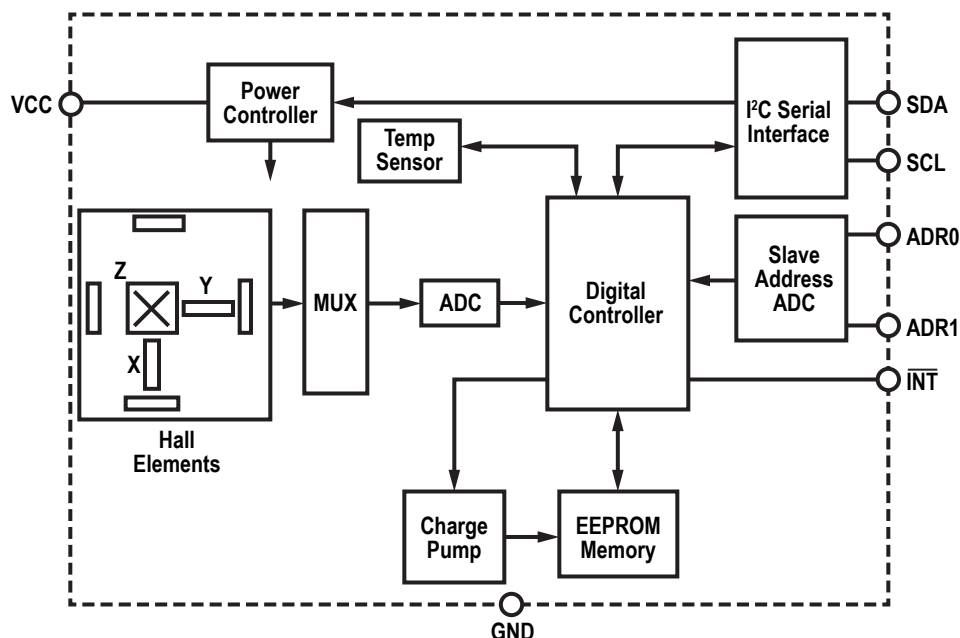 VCC
Power
Controller
Temp
Sensor
I²C Serial
Interface
SDA
SCL
Z
Y
X
Hall
Elements
MUX
ADC
Digital
Controller
Slave
Address
ADC
ADR0
ADR1
INT
Charge
Pump
EEPROM
Memory
GND